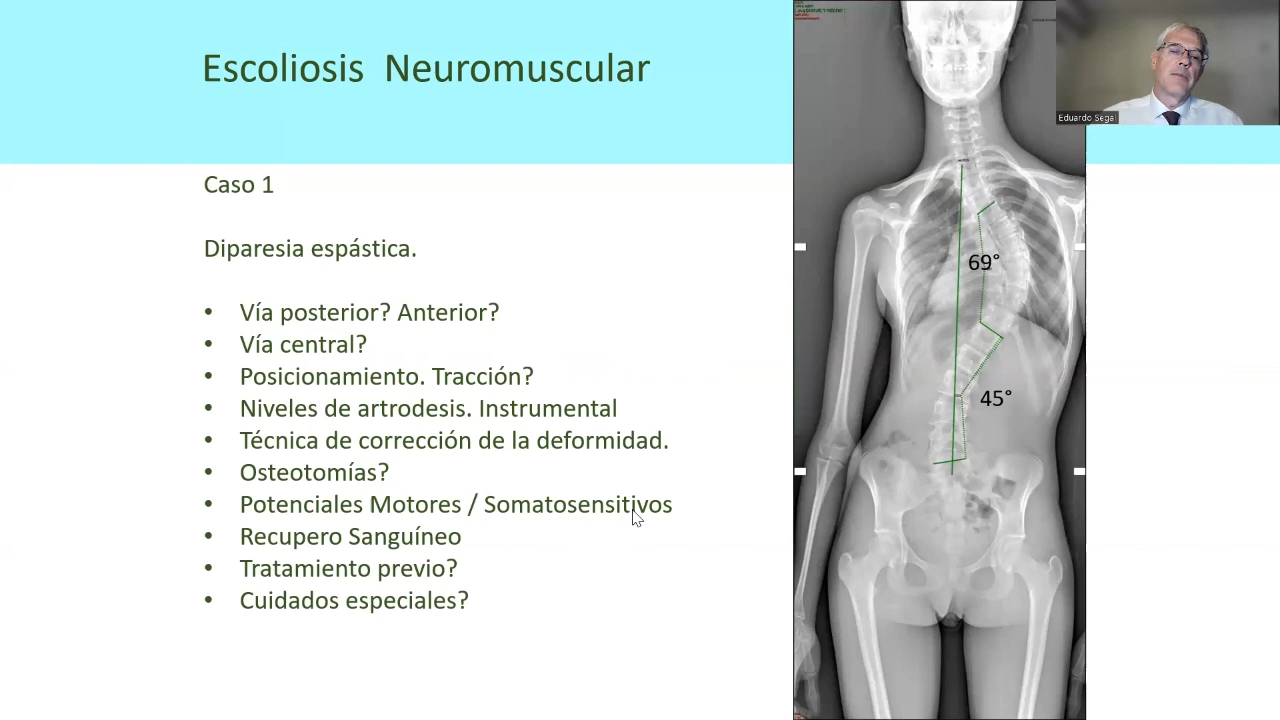 Escoliosis Neuromuscular
Caso 1
Diparesia espástica.
• Vía posterior? Anterior?
• Vía central?
• Posicionamiento. Tracción?
• Niveles de artrodesis. Instrumental
• Técnica de corrección de la deformidad.
• Osteotomías?
• Potenciales Motores / Somatosensitivos
• Recupero Sanguíneo
• Tratamiento previo?
• Cuidados especiales?
69°
45°
Eduardo Segal